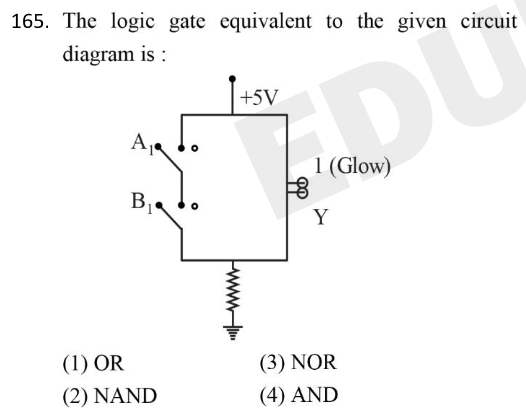 165. The logic gate equivalent to the given circuit
diagram is :
+5V
A₁
1 (Glow)
B₁
Y
(1) OR (3) NOR
(2) NAND (4) AND
EDU